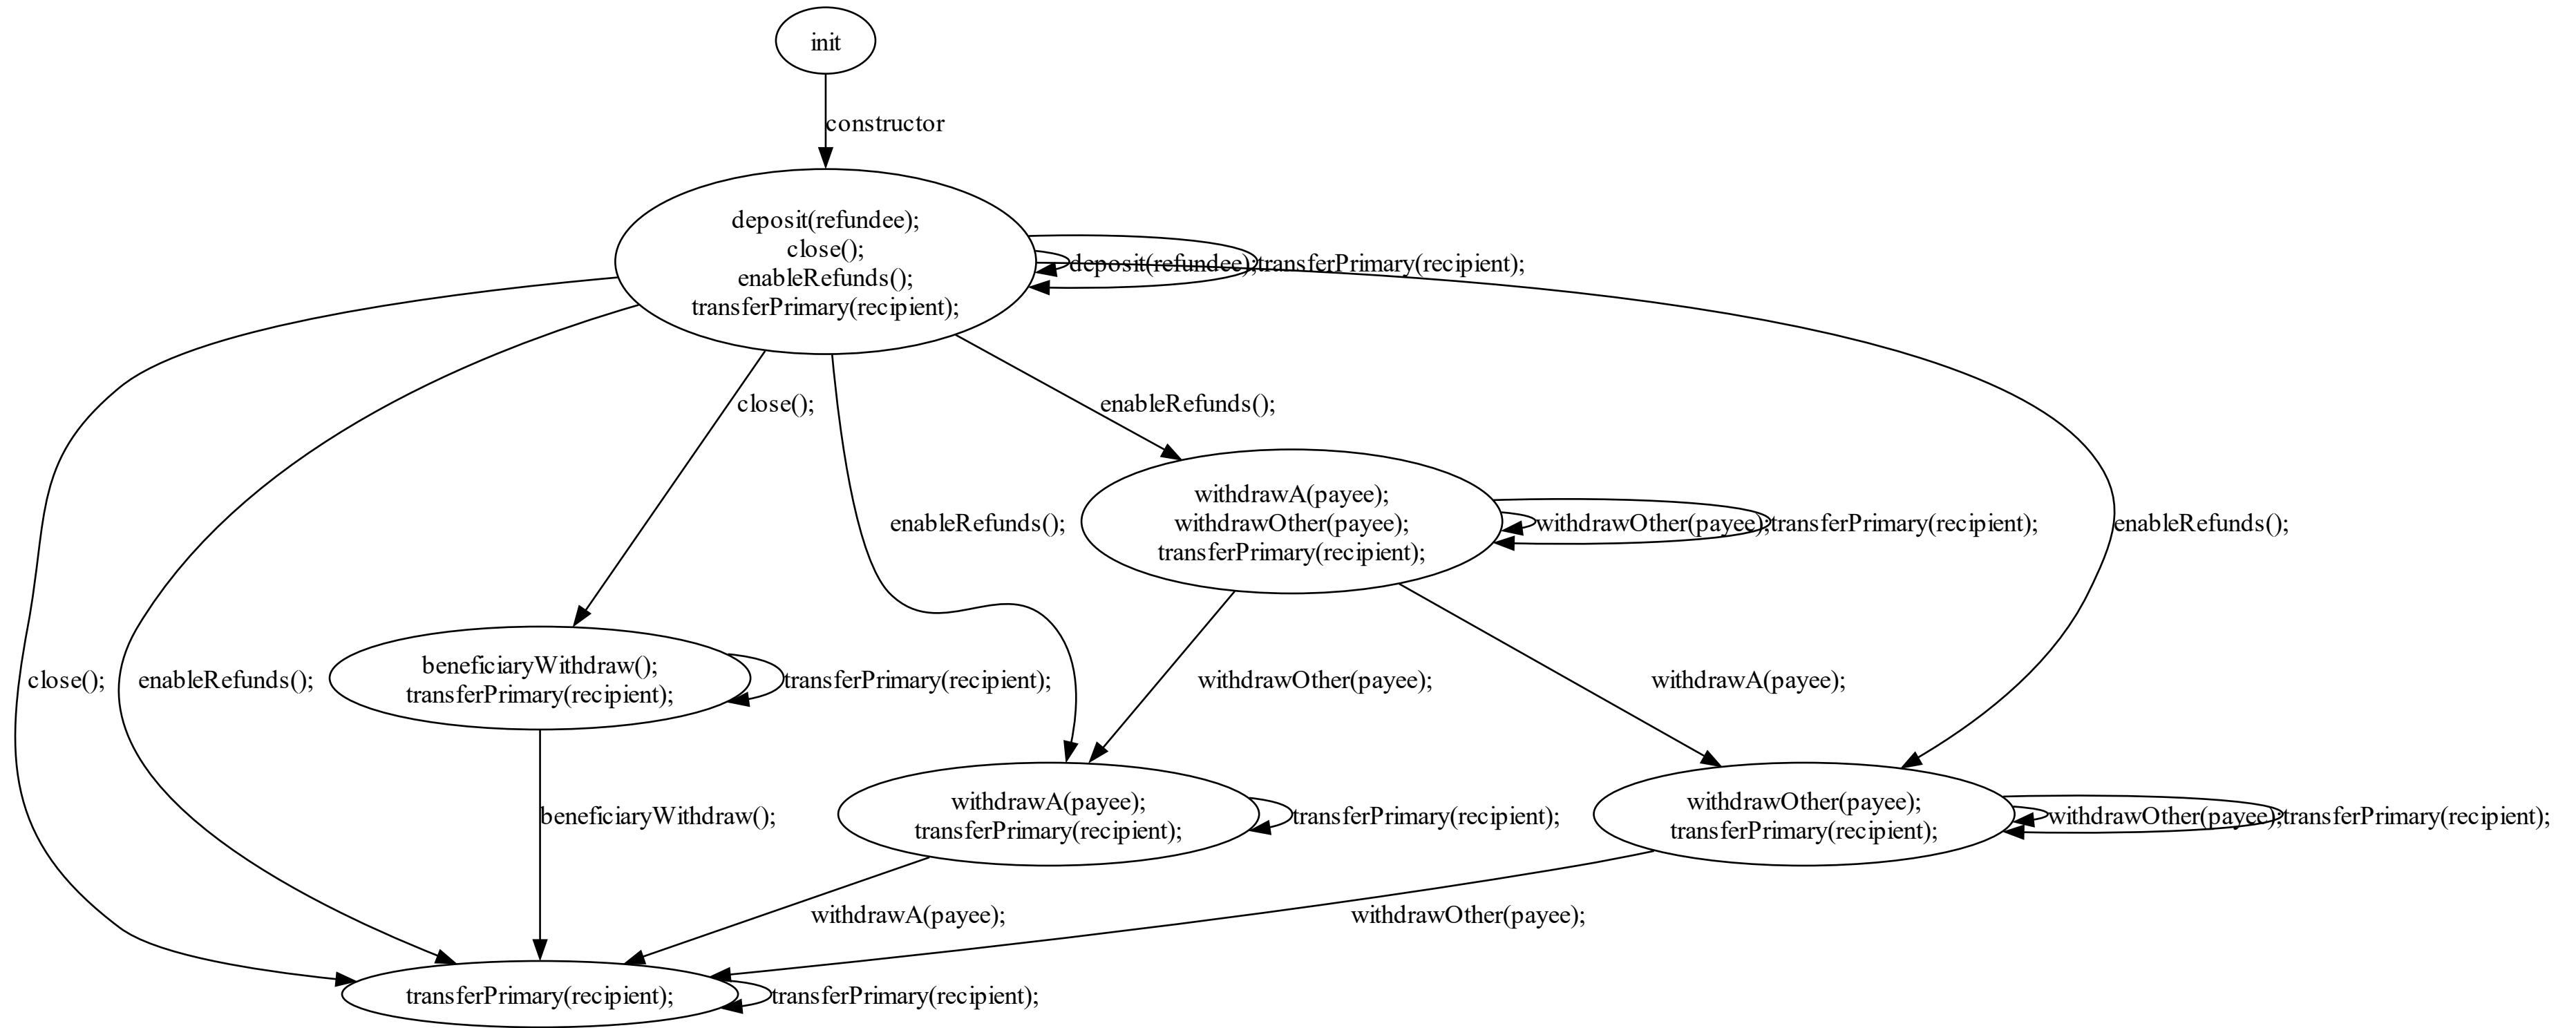 init
constructor
deposit(refundee);
close();
enableRefunds();
transferPrimary(recipient);
deposit(refundee);
transferPrimary(recipient);
close();
enableRefunds();
withdrawA(payee);
withdrawOther(payee);
transferPrimary(recipient);
enableRefunds();
withdrawOther(payee);
transferPrimary(recipient);
enableRefunds();
close();
enableRefunds();
beneficiaryWithdraw();
transferPrimary(recipient);
transferPrimary(recipient);
withdrawOther(payee);
withdrawA(payee);
beneficiaryWithdraw();
withdrawA(payee);
transferPrimary(recipient);
transferPrimary(recipient);
withdrawOther(payee);
transferPrimary(recipient);
withdrawOther(payee);
transferPrimary(recipient);
withdrawA(payee);
withdrawOther(payee);
transferPrimary(recipient);
transferPrimary(recipient);